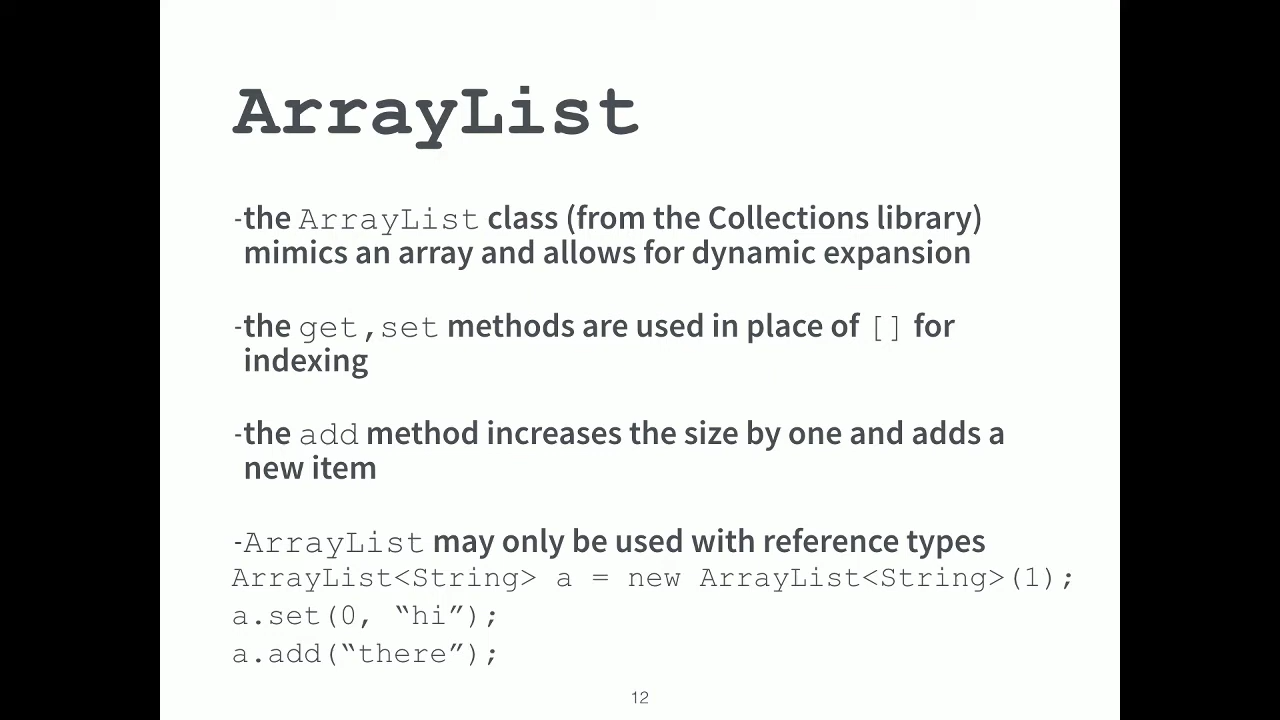 ArrayList
-the ArrayList class (from the Collections library)
mimics an array and allows for dynamic expansion
-the get,set methods are used in place of [] for
indexing
-the add method increases the size by one and adds a
new item
-ArrayList may only be used with reference types
ArrayList<String> a = new ArrayList<String>(1);
a.set(0, “hi”);
a.add(“there”);
12